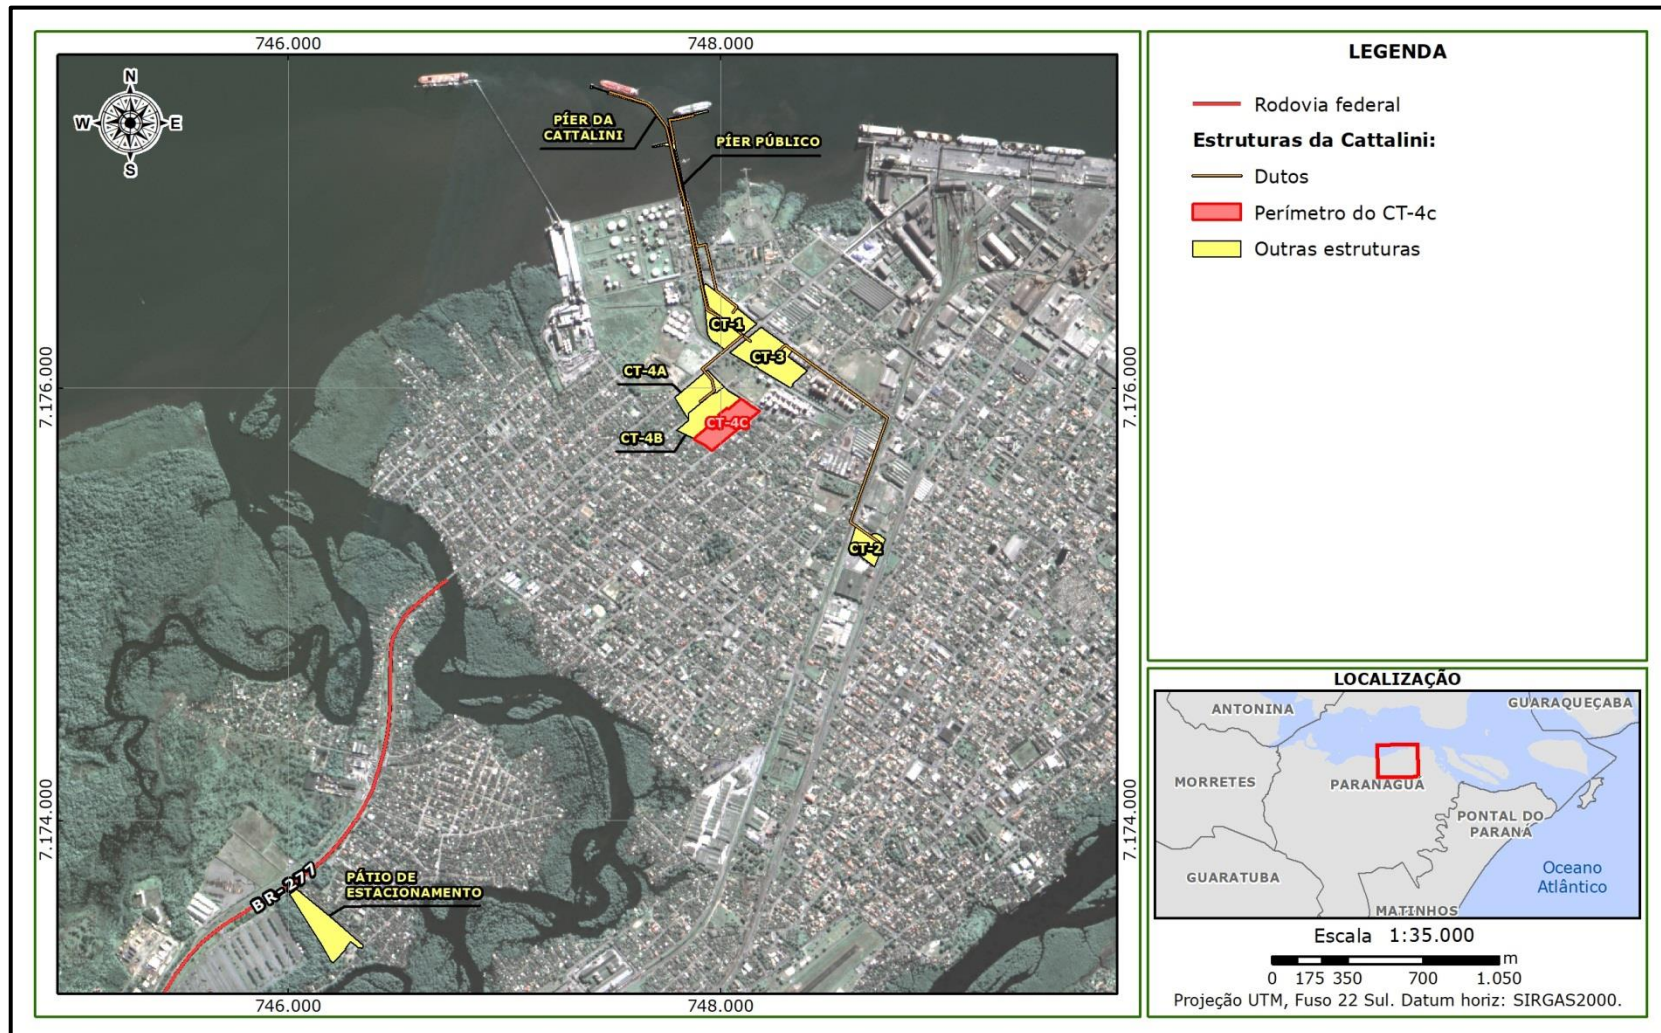 746.000
748.000
N
W
E
S
PÍER DA
CATTALINI
PÍER PÚBLICO
CT-1
CT-3
CT-4A
CT-4C
CT-4B
CT-2
7.176.000
7.176.000
7.174.000
7.174.000
BR-277
PÁTIO DE
ESTACIONAMENTO
746.000
748.000
LEGENDA
Rodovia federal
Estruturas da Cattalini:
Dutos
Perímetro do CT-4c
Outras estruturas
LOCALIZAÇÃO
ANTONINA
GUARAQUEÇABA
MORRETES
PARANAGUÁ
PONTAL DO
PARANÁ
GUARATUBA
Oceano
Atlântico
MATINHOS
Escala 1:35.000
m
0 175 350 700 1.050
Projeção UTM, Fuso 22 Sul. Datum horiz: SIRGAS2000.